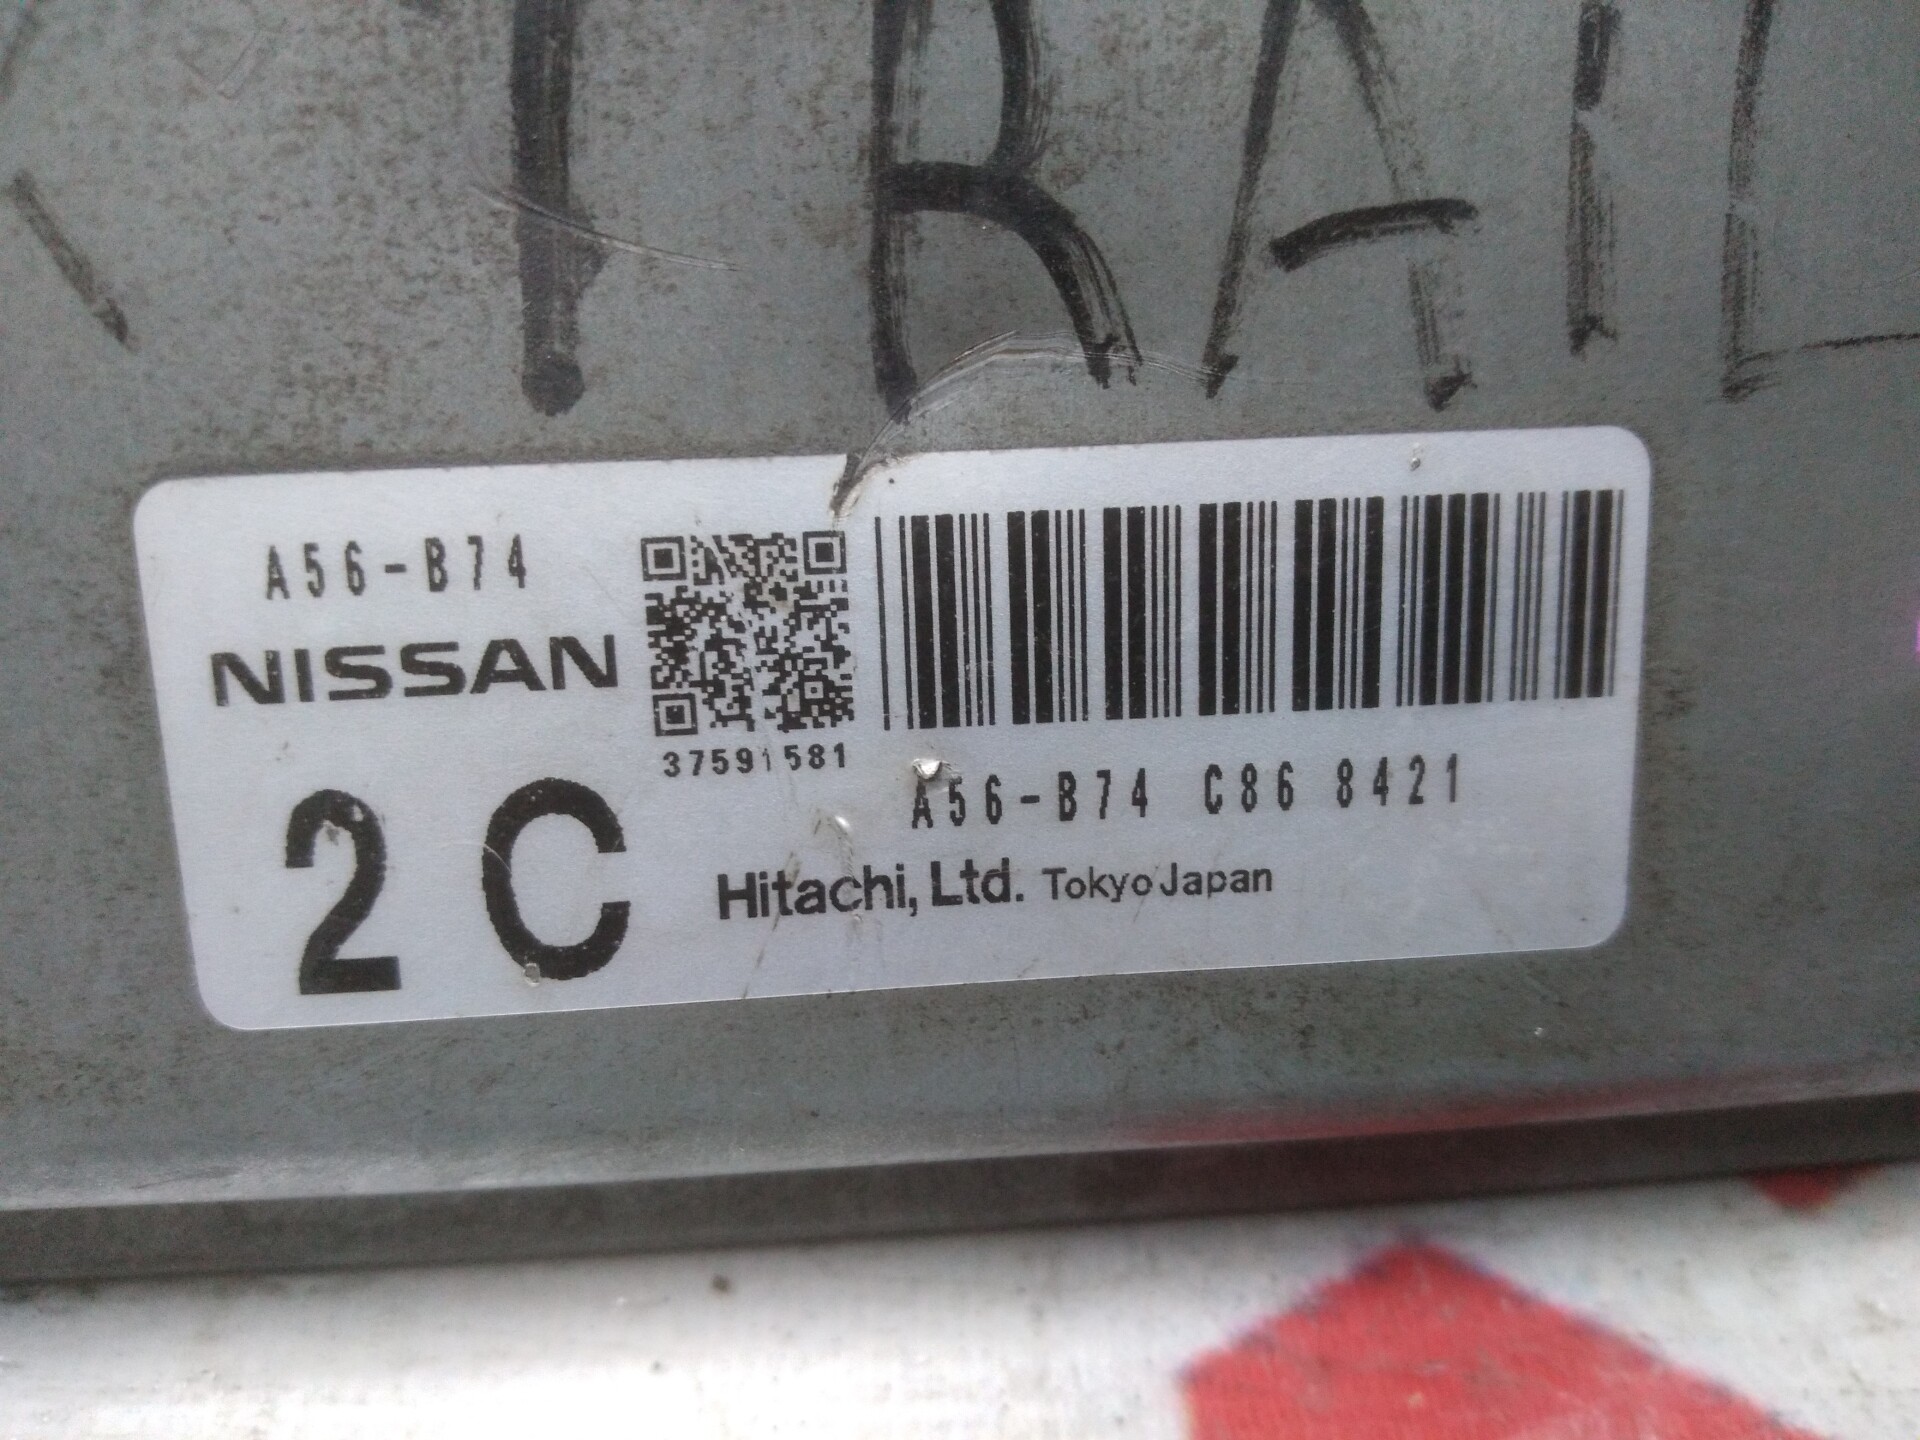 X TRAIL
A56-B74
NISSAN
37591581
2C
A56-B74 C86 8421
Hitachi, Ltd. Tokyo Japan